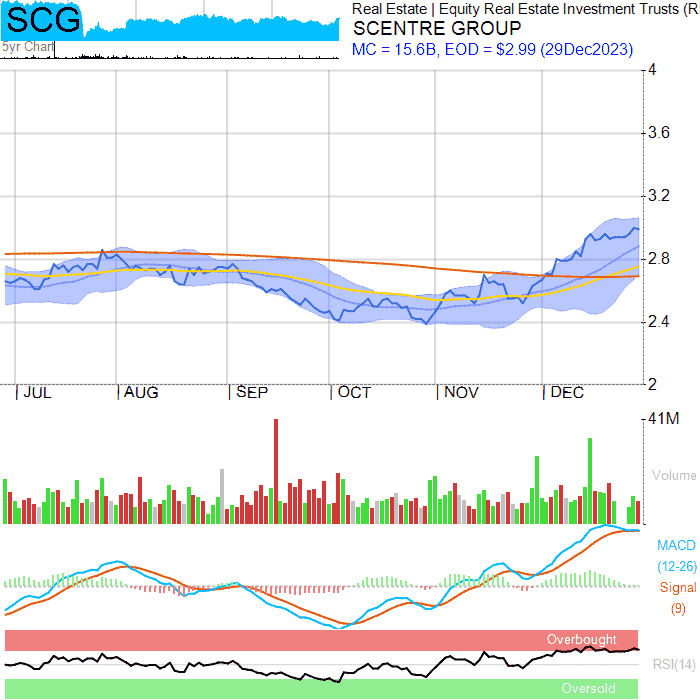 SCG
5yr Chart
Real Estate | Equity Real Estate Investment Trusts (R
SCENTRE GROUP
MC = 15.6B, EOD = $2.99 (29Dec2023)
4
3.6
3.2
2.8
2.4
2
JUL AUG SEP OCT NOV DEC
41M
Volume
MACD
(12-26)
Signal
(9)
Overbought
RSI(14)
Oversold